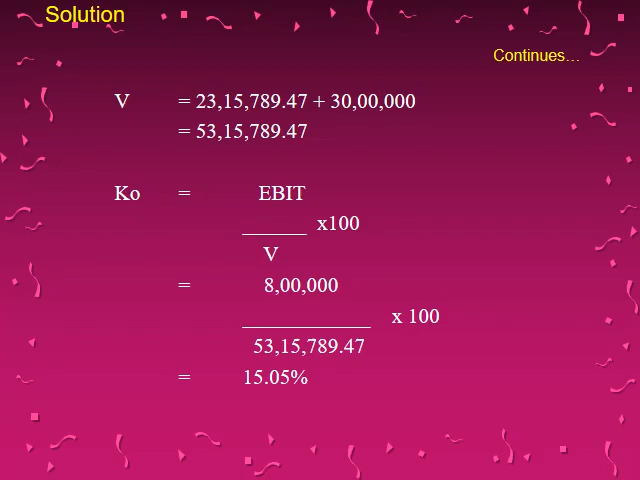 Solution
Continues…
V = 23,15,789.47 + 30,00,000
= 53,15,789.47
Ko = EBIT
______ x100
V
= 8,00,000
____________ x 100
53,15,789.47
= 15.05%